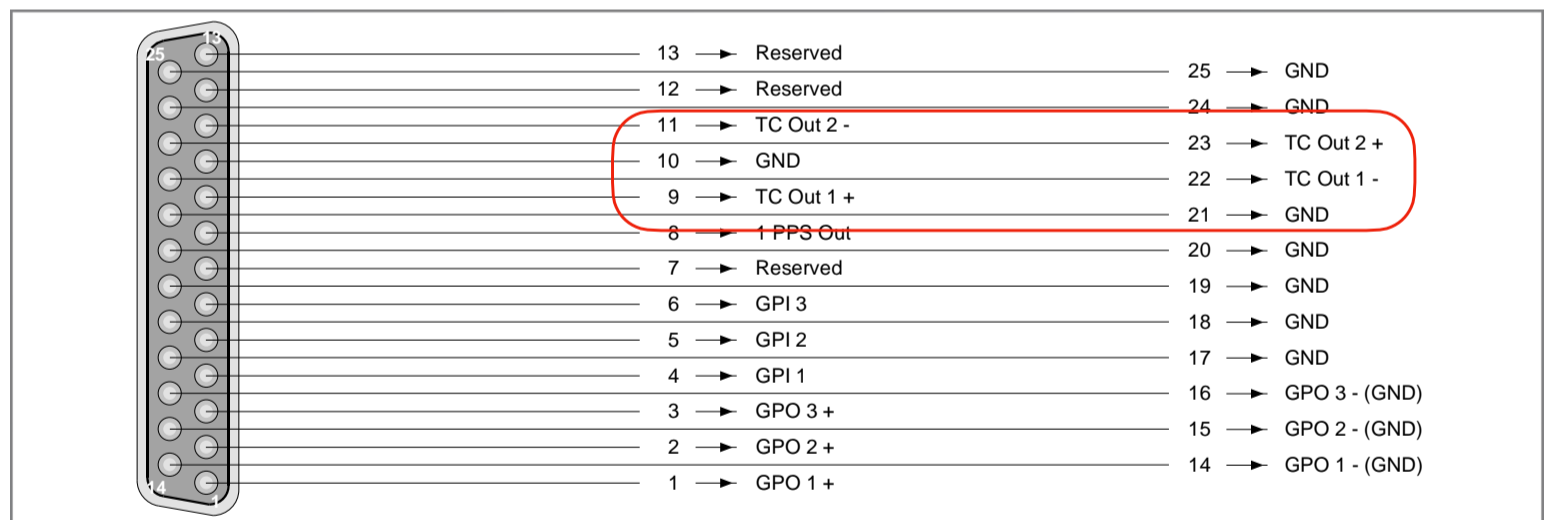 13
25
14
1
13 Reserved
25 GND
12 Reserved
24 GND
11 TC Out 2 -
23 TC Out 2 +
10 GND
22 TC Out 1 -
9 TC Out 1 +
21 GND
8 1 PPS Out
20 GND
7 Reserved
19 GND
6 GPI 3
18 GND
5 GPI 2
17 GND
4 GPI 1
16 GPO 3 - (GND)
3 GPO 3 +
15 GPO 2 - (GND)
2 GPO 2 +
14 GPO 1 - (GND)
1 GPO 1 +